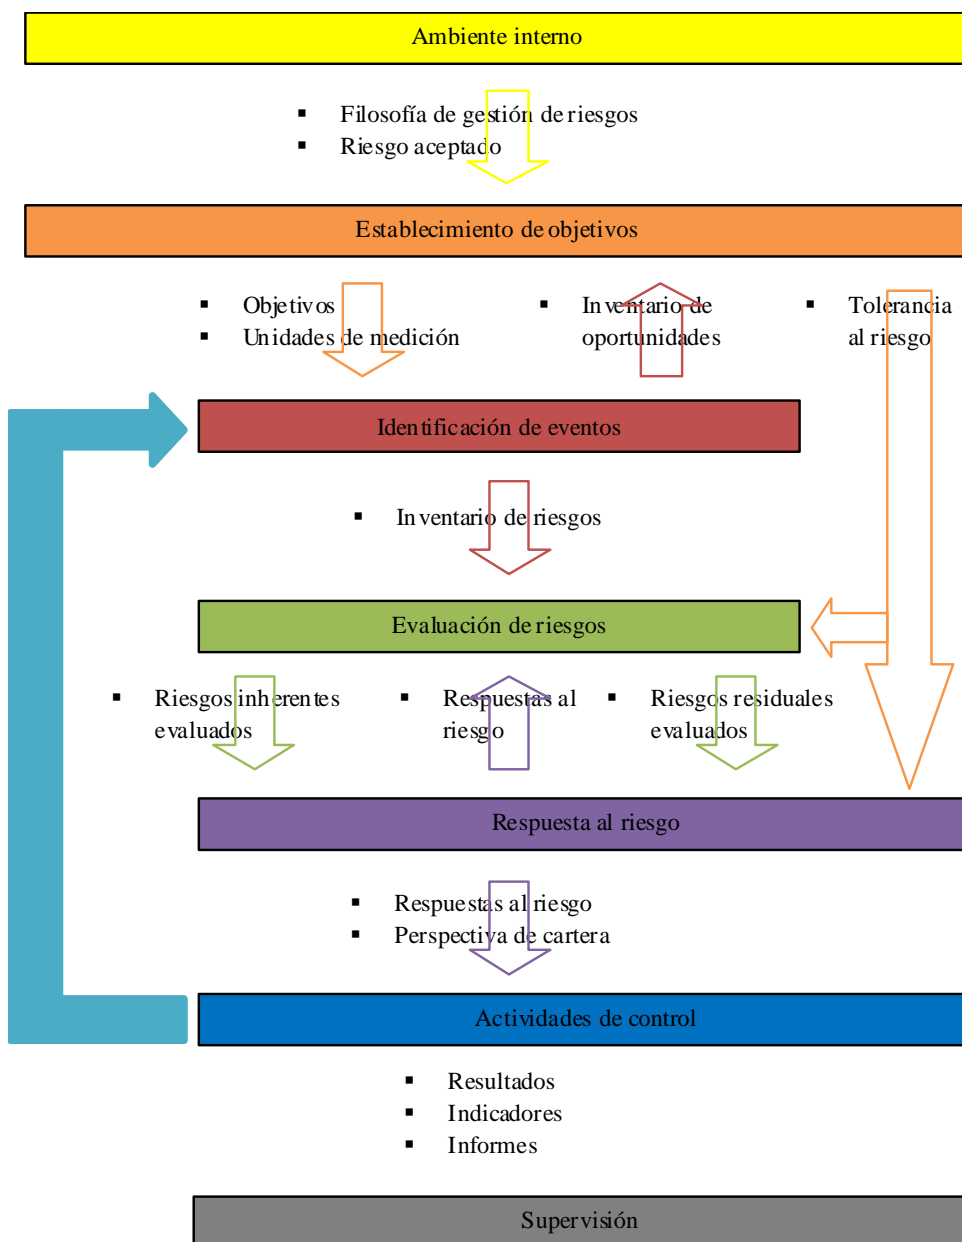 Ambiente interno
▪ Filosofía de gestión de riesgos
▪ Riesgo aceptado
Establecimiento de objetivos
▪ Objetivos
▪ Unidades de medición
▪ Inventario de
oportunidades
▪ Tolerancia
al riesgo
Identificación de eventos
▪ Inventario de riesgos
Evaluación de riesgos
▪ Riesgos inherentes
evaluados
▪ Respuestas al
riesgo
▪ Riesgos residuales
evaluados
Respuesta al riesgo
▪ Respuestas al riesgo
▪ Perspectiva de cartera
Actividades de control
▪ Resultados
▪ Indicadores
▪ Informes
Supervisión